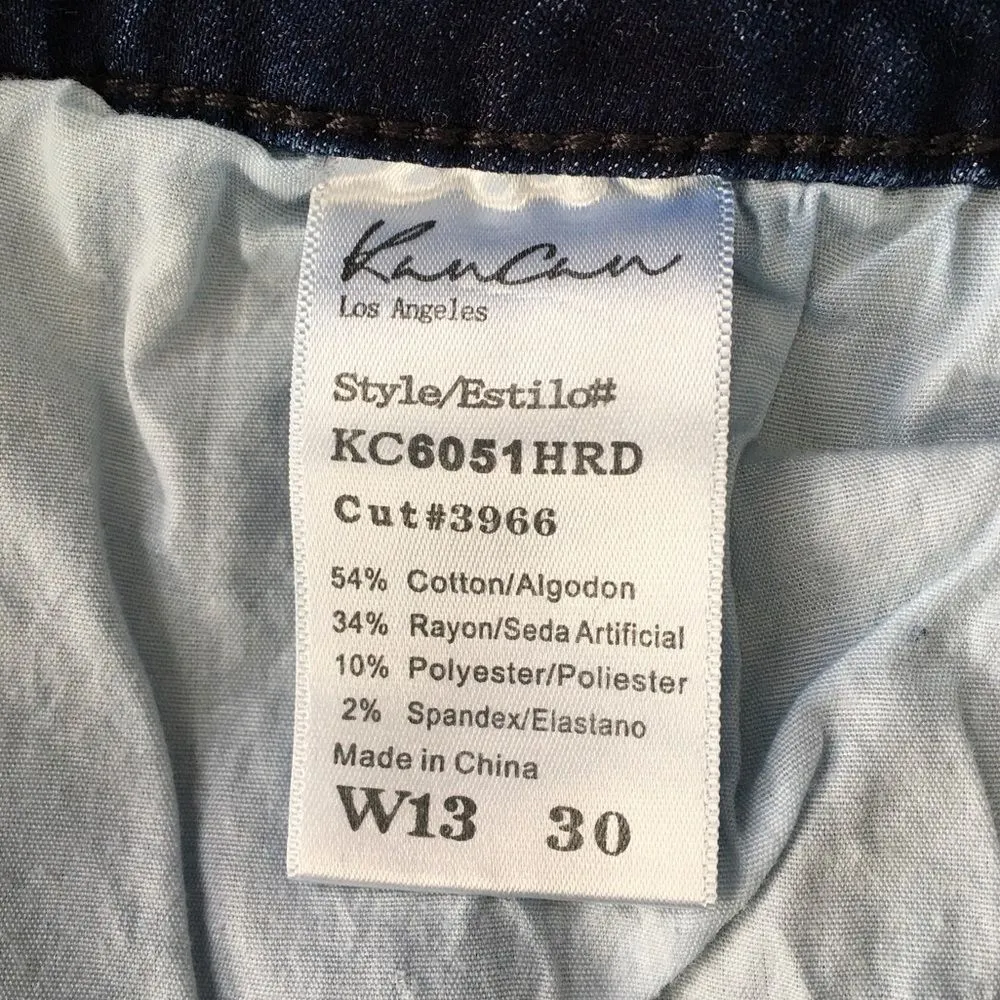 KanCan
Los Angeles
Style/Estilo#
KC6051HRD
Cut#3966
54% Cotton/Algodon
34% Rayon/Seda Artificial
10% Polyester/Poliester
2% Spandex/Elastano
Made in China
W13 30